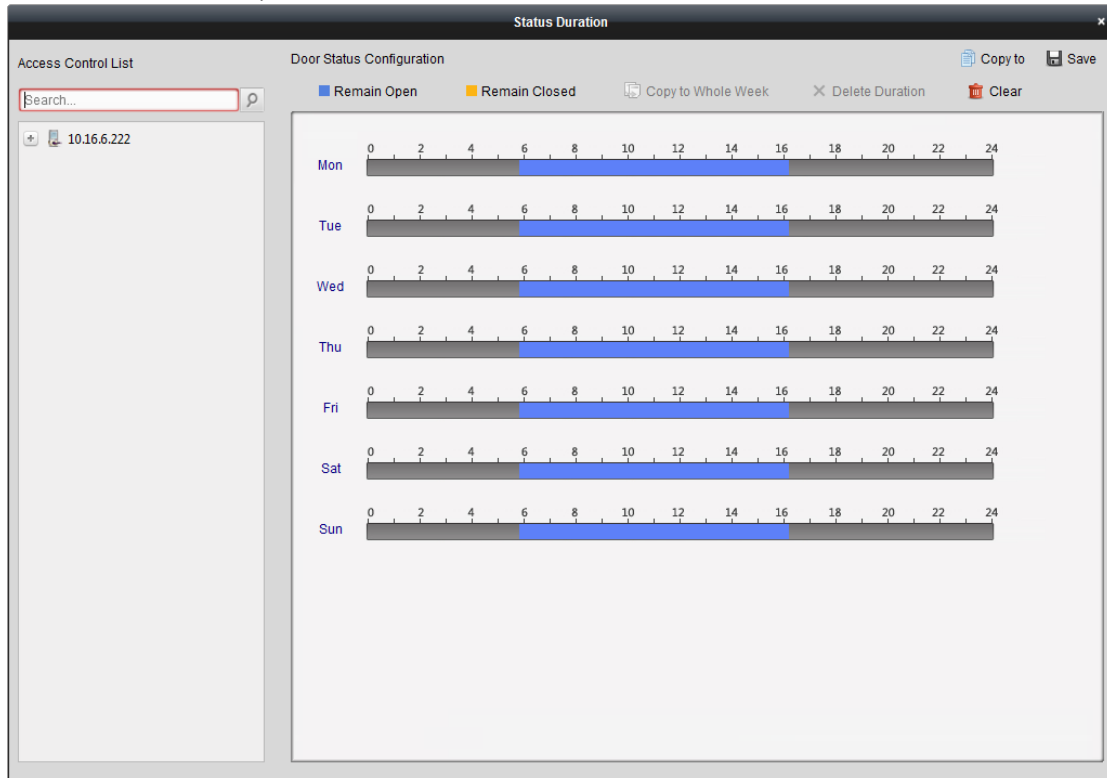 Status Duration
Access Control List
Search...
10.16.6.222
Door Status Configuration
Copy to Save
Remain Open Remain Closed Copy to Whole Week Delete Duration Clear
0 2 4 6 8 10 12 14 16 18 20 22 24
Mon
0 2 4 6 8 10 12 14 16 18 20 22 24
Tue
0 2 4 6 8 10 12 14 16 18 20 22 24
Wed
0 2 4 6 8 10 12 14 16 18 20 22 24
Thu
0 2 4 6 8 10 12 14 16 18 20 22 24
Fri
0 2 4 6 8 10 12 14 16 18 20 22 24
Sat
0 2 4 6 8 10 12 14 16 18 20 22 24
Sun